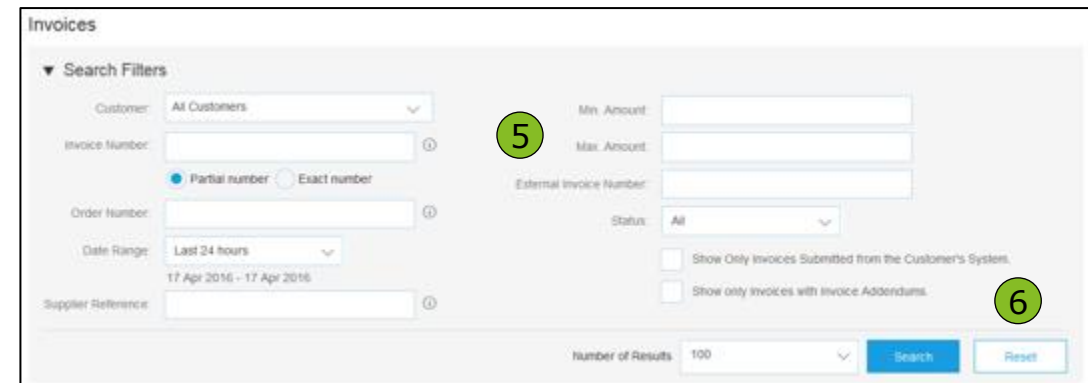 Invoices
▼ Search Filters
Customer: All Customers
Invoice Number:
Partial number Exact number
Order Number:
Date Range: Last 24 hours
17 Apr 2016 - 17 Apr 2016
Supplier Reference:
5
Min. Amount:
Max. Amount:
External Invoice Number:
Status: All
Show Only Invoices Submitted from the Customer's System.
Show only Invoices with Invoice Addendums.
6
Number of Results 100 Search Reset